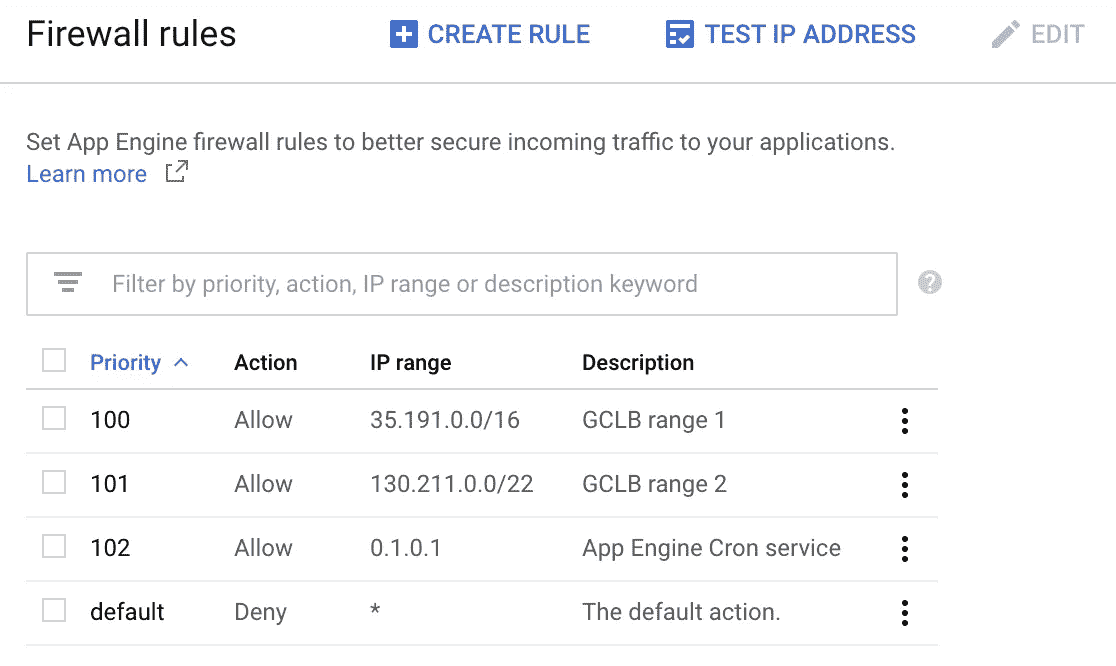 Firewall rules CREATE RULE TEST IP ADDRESS EDIT
Set App Engine firewall rules to better secure incoming traffic to your applications.
Learn more
Filter by priority, action, IP range or description keyword
Priority Action IP range Description
100 Allow 35.191.0.0/16 GCLB range 1
101 Allow 130.211.0.0/22 GCLB range 2
102 Allow 0.1.0.1 App Engine Cron service
default Deny * The default action.